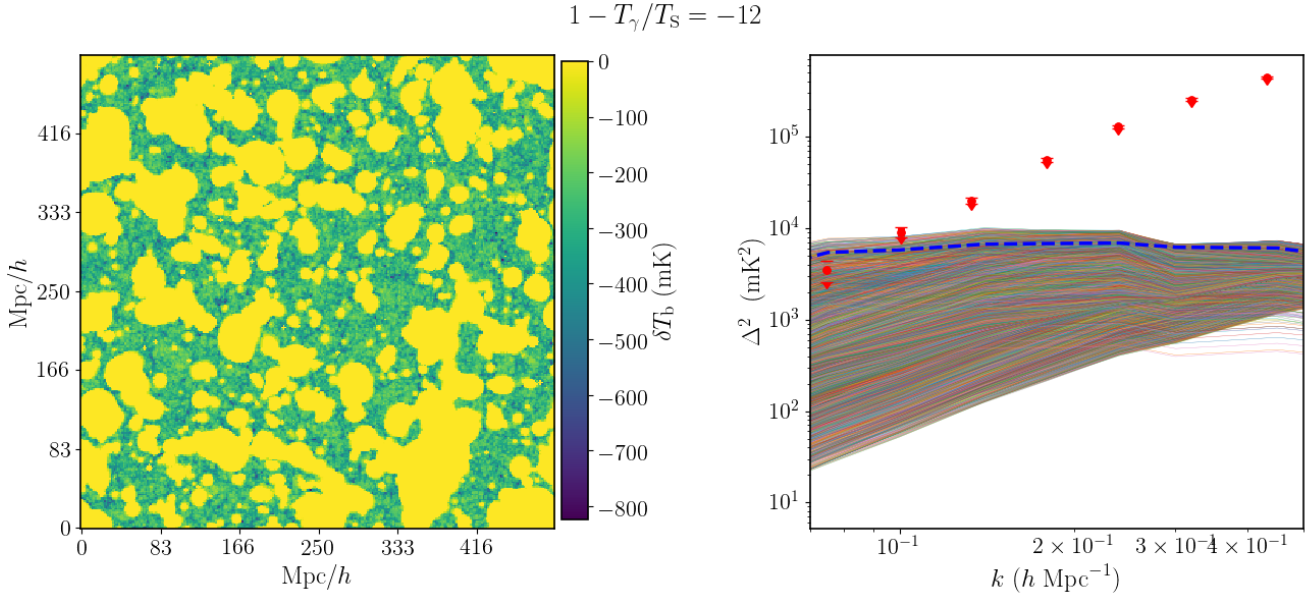 1 − T_γ/T_S = −12
416
333
250
166
83
0
Mpc/h
0 83 166 250 333 416
Mpc/h
0
−100
−200
−300
−400
−500
−600
−700
−800
δT_b (mK)
10^5
10^4
10^3
10^2
10^1
Δ^2 (mK^2)
10^−1 2 × 10^−1 3 × 10^−1 4 × 10^−1
k (h Mpc^−1)